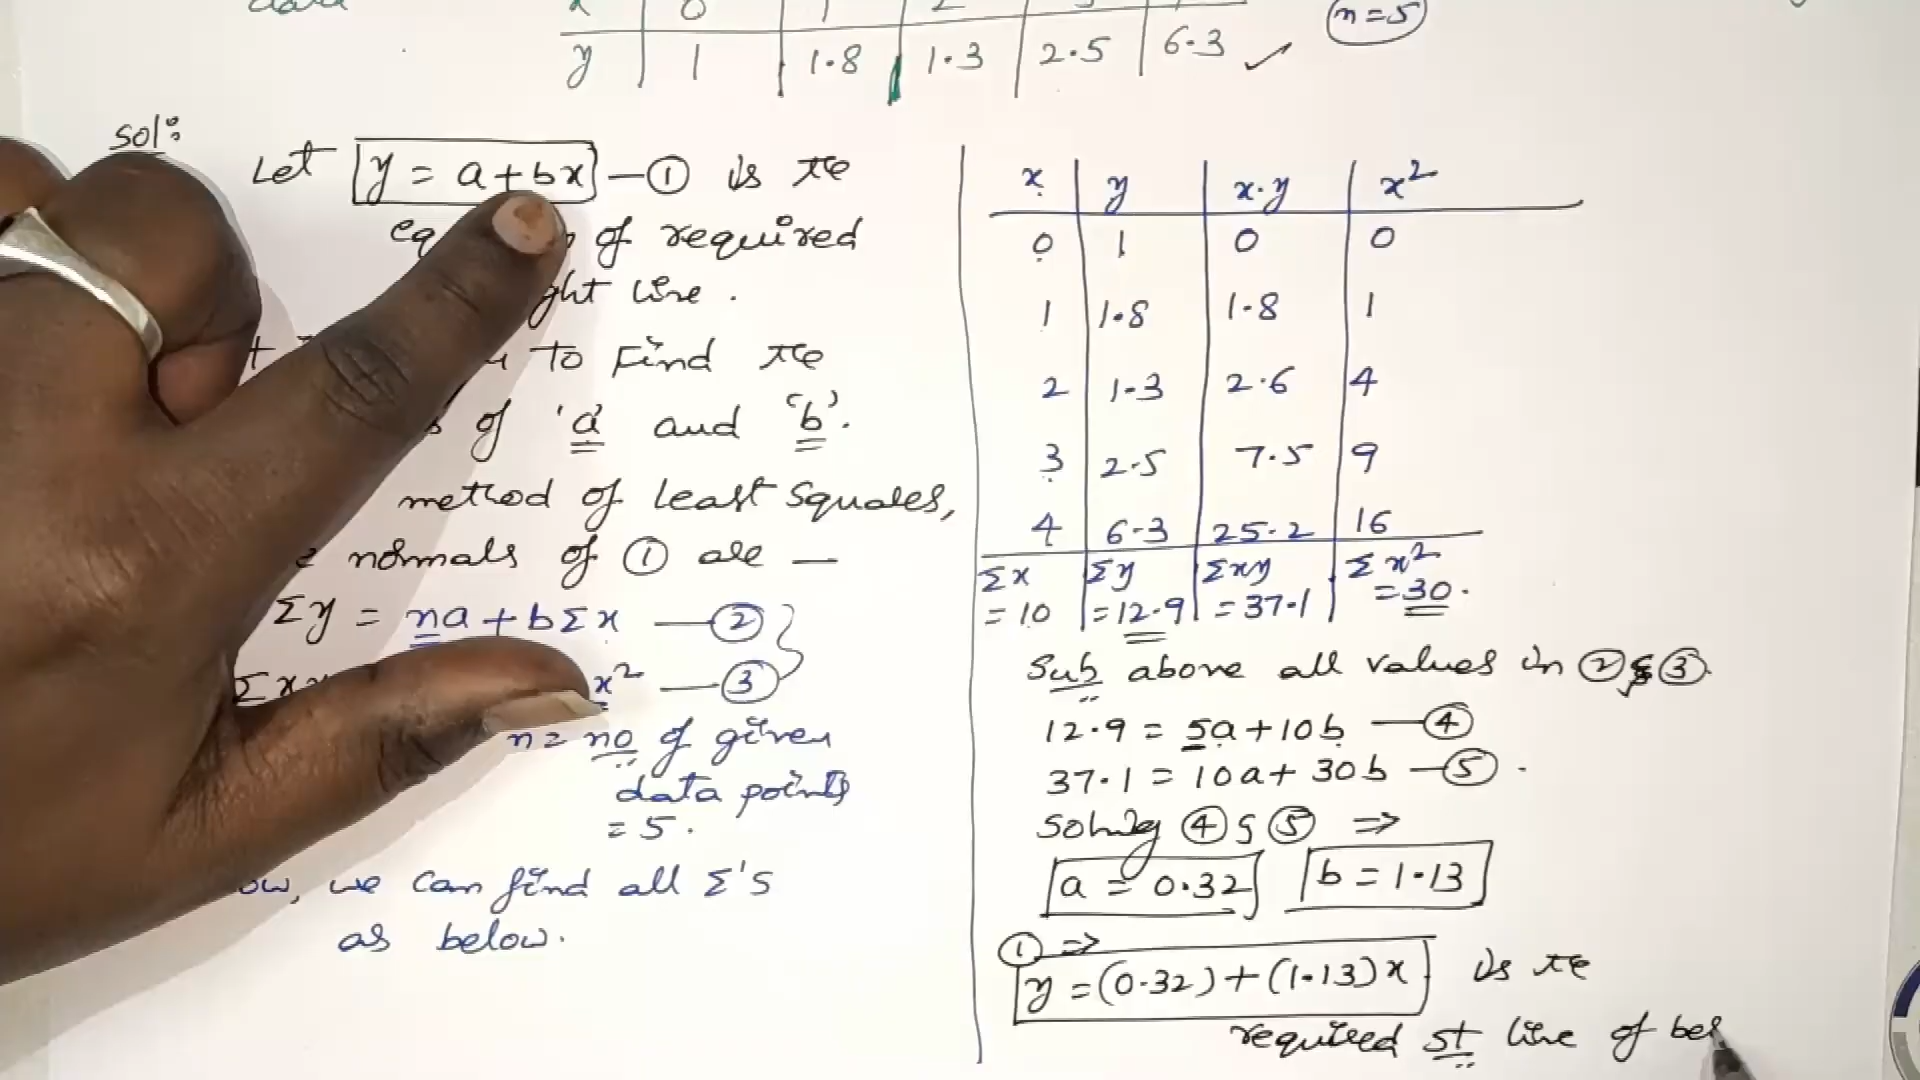 data
x | 0 | 1 | 2
n = 5
y | 1 | 1.8 | 1.3 | 2.5 | 6.3 ✓
Sol:
Let y = a+bx — ① is the
of required
line.
to find the
of 'a' and 'b'.
method of least squares,
normals of ① are —
Σy = na + bΣx — ②
x² — ③
n = no of given
data points
= 5.
we can find all Σ's
as below.
x | y | x.y | x²
0 | 1 | 0 | 0
1 | 1.8 | 1.8 | 1
2 | 1.3 | 2.6 | 4
3 | 2.5 | 7.5 | 9
4 | 6.3 | 25.2 | 16
Σx | Σy | Σxy | Σx²
= 10 | = 12.9 | = 37.1 | = 30.
Sub above all values in ② & ③.
12.9 = 5a + 10b — ④
37.1 = 10a + 30b — ⑤.
Solving ④ & ⑤ ⇒
a = 0.32 b = 1.13
① ⇒
y = (0.32) + (1.13)x is the
required st line of bes